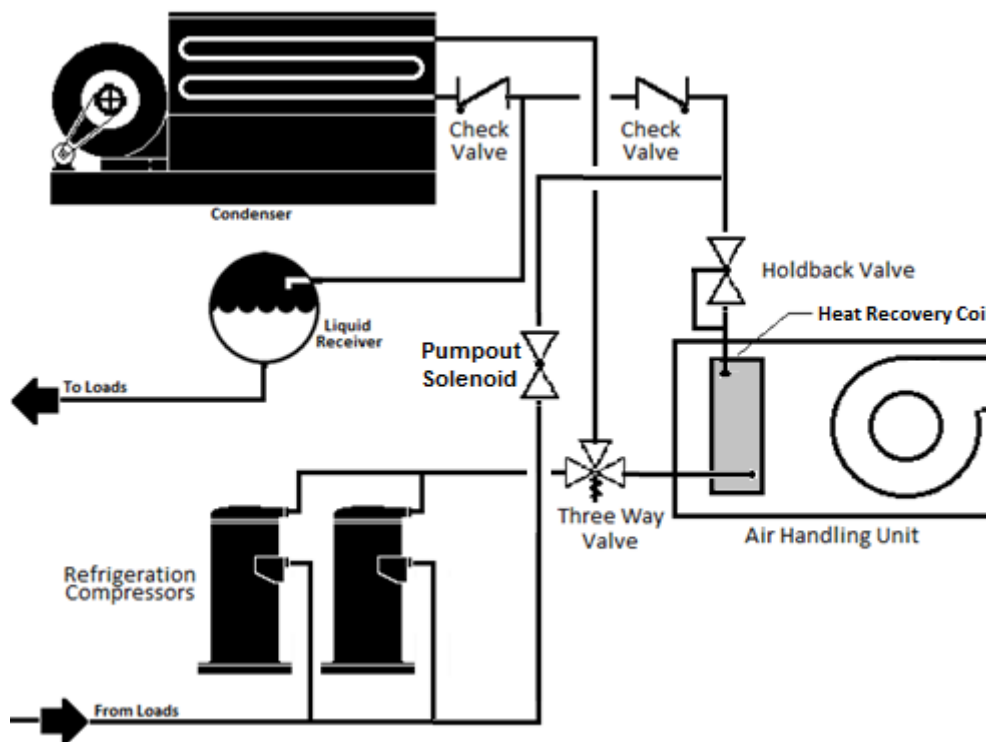 Check
Valve
Check
Valve
Condenser
Holdback Valve
Heat Recovery Coi
Liquid
Receiver
Pumpout
Solenoid
To Loads
Three Way
Valve
Air Handling Unit
Refrigeration
Compressors
From Loads